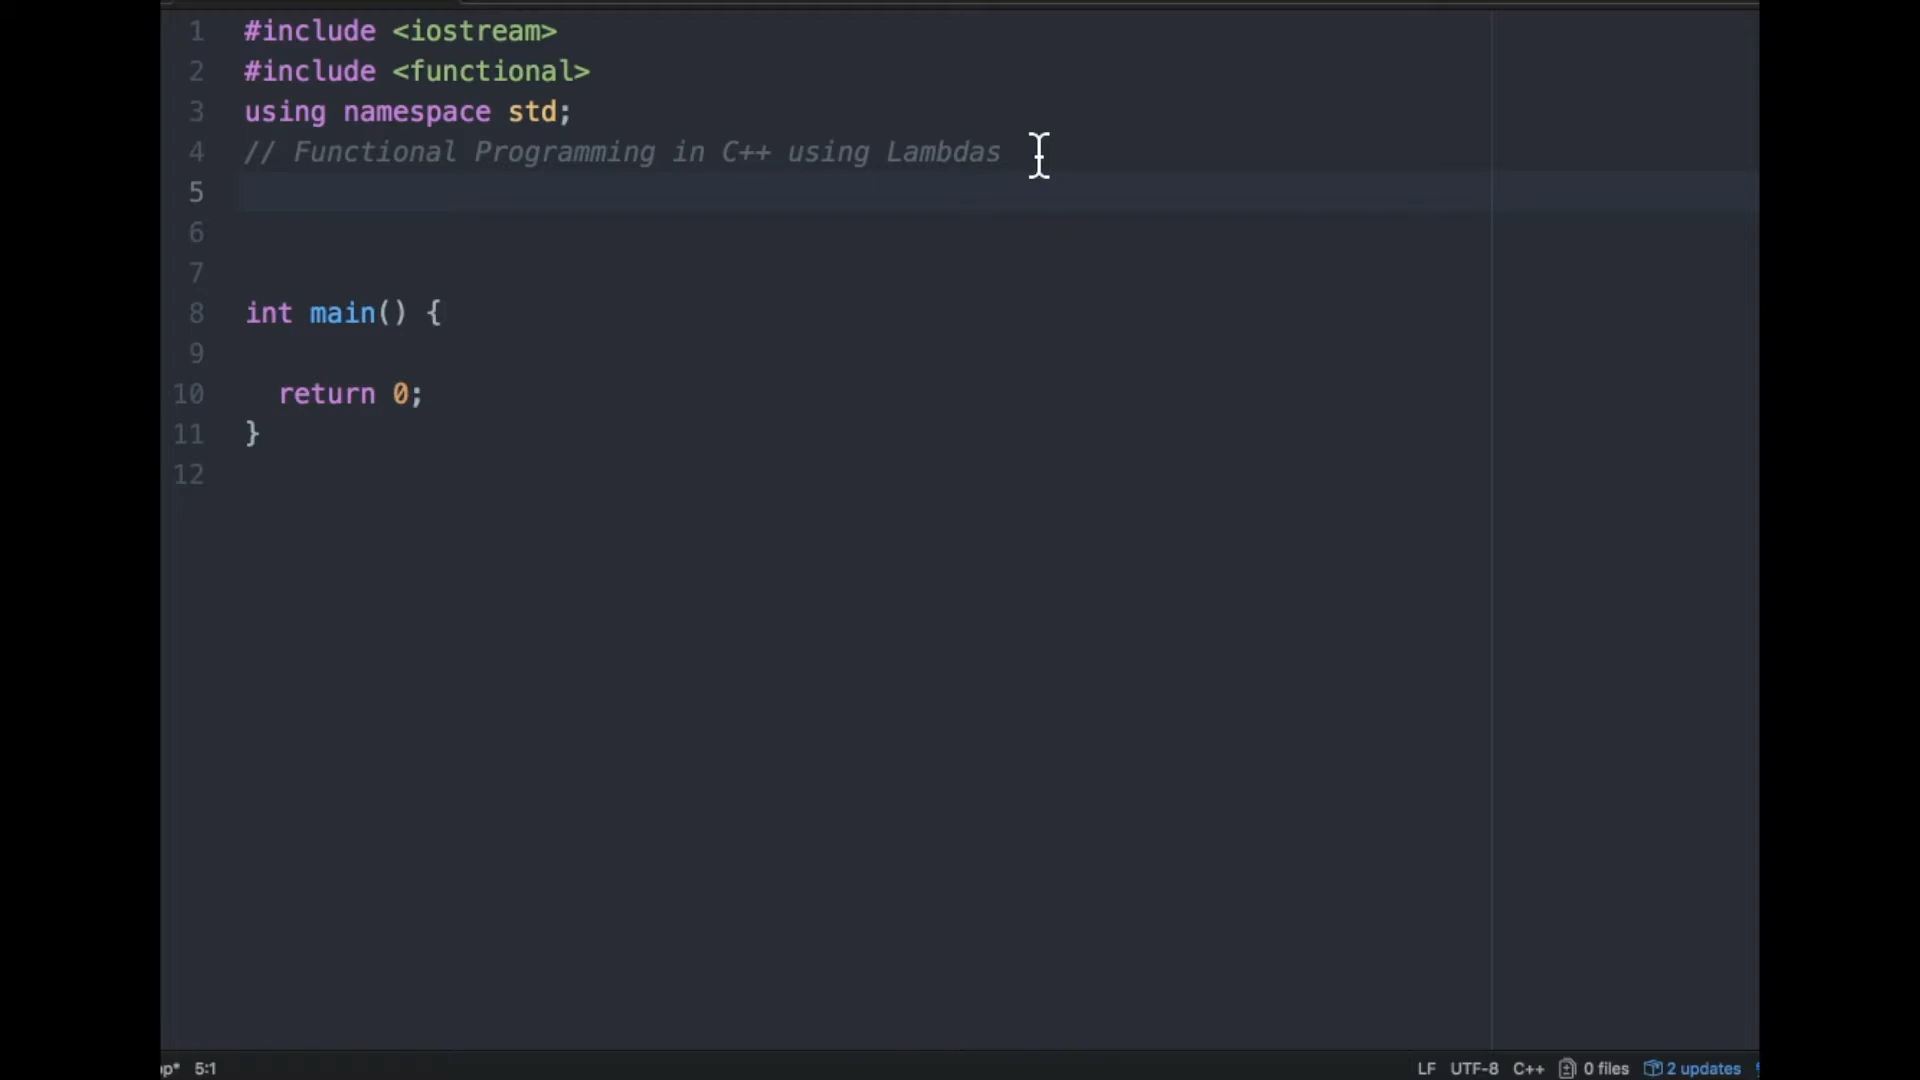 1 #include <iostream>
2 #include <functional>
3 using namespace std;
4 // Functional Programming in C++ using Lambdas
5
6
7
8 int main() {
9
10   return 0;
11 }
12
pp* 5:1 LF UTF-8 C++ 0 files 2 updates